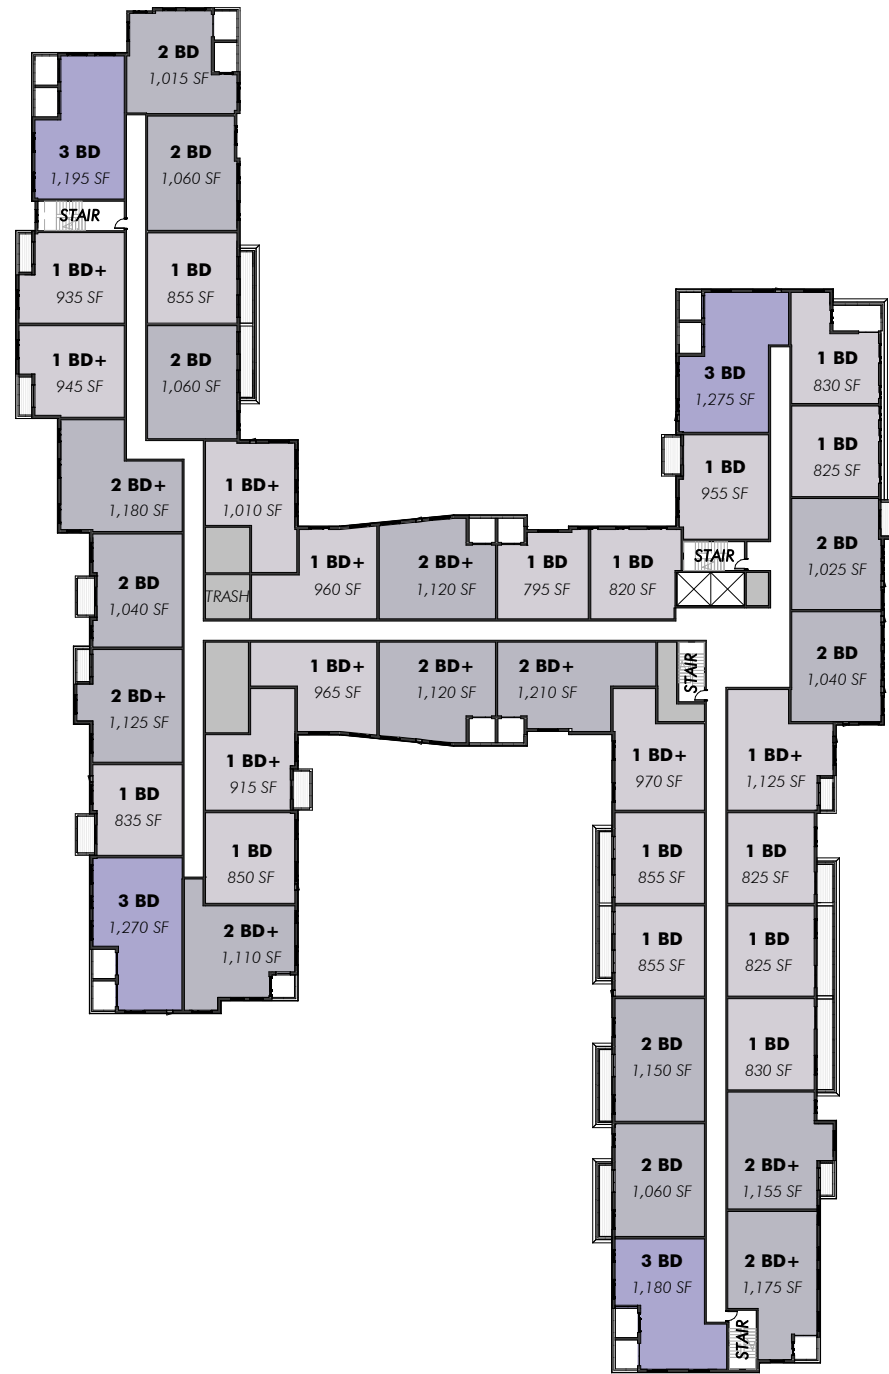 2 BD
1,015 SF
3 BD
1,195 SF
2 BD
1,060 SF
STAIR
1 BD+
935 SF
1 BD
855 SF
1 BD+
945 SF
2 BD
1,060 SF
2 BD+
1,180 SF
1 BD+
1,010 SF
2 BD
1,040 SF
TRASH
1 BD+
960 SF
2 BD+
1,120 SF
1 BD
795 SF
1 BD
820 SF
3 BD
1,275 SF
1 BD
830 SF
1 BD
955 SF
1 BD
825 SF
STAIR
2 BD
1,025 SF
2 BD
1,040 SF
2 BD+
1,125 SF
1 BD+
965 SF
2 BD+
1,120 SF
2 BD+
1,210 SF
STAIR
1 BD
835 SF
1 BD+
915 SF
1 BD
850 SF
3 BD
1,270 SF
2 BD+
1,110 SF
1 BD+
970 SF
1 BD+
1,125 SF
1 BD
855 SF
1 BD
825 SF
1 BD
855 SF
1 BD
825 SF
2 BD
1,150 SF
1 BD
830 SF
2 BD
1,060 SF
2 BD+
1,155 SF
3 BD
1,180 SF
2 BD+
1,175 SF
STAIR